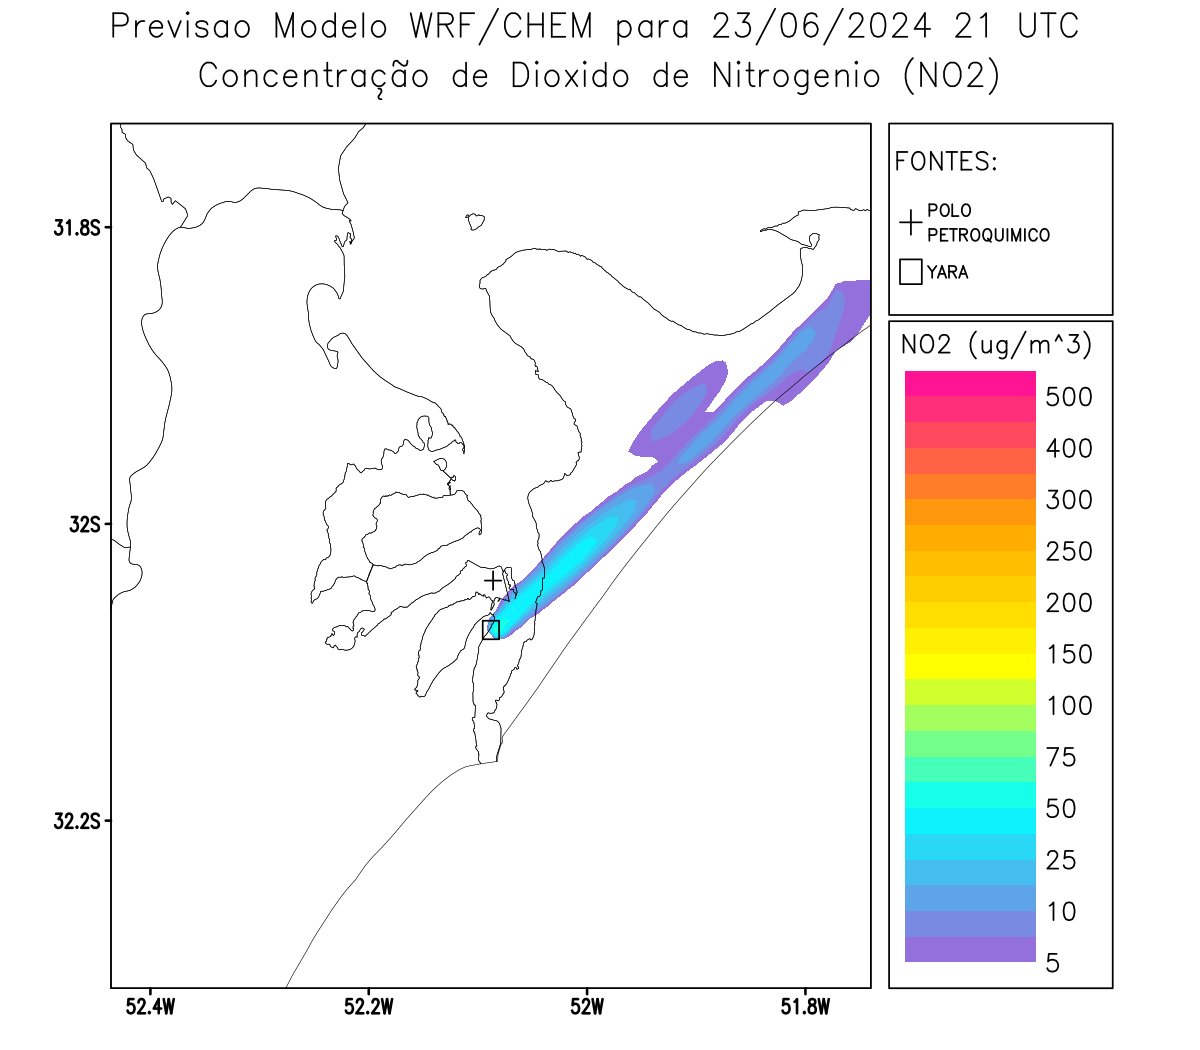 Previsao Modelo WRF/CHEM para 23/06/2024 21 UTC
Concentração de Dioxido de Nitrogenio (NO2)
FONTES:
POLO
PETROQUIMICO
YARA
31.8S
32S
32.2S
52.4W
52.2W
52W
51.8W
NO2 (ug/m^3)
500
400
300
250
200
150
100
75
50
25
10
5